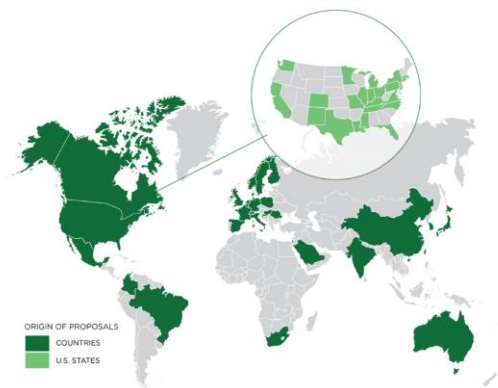 ORIGIN OF PROPOSALS
COUNTRIES
U.S. STATES